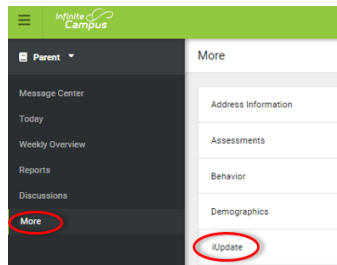 Infinite
Campus
Parent
More
Message Center
Today
Weekly Overview
Reports
Discussions
More
Address Information
Assessments
Behavior
Demographics
iUpdate